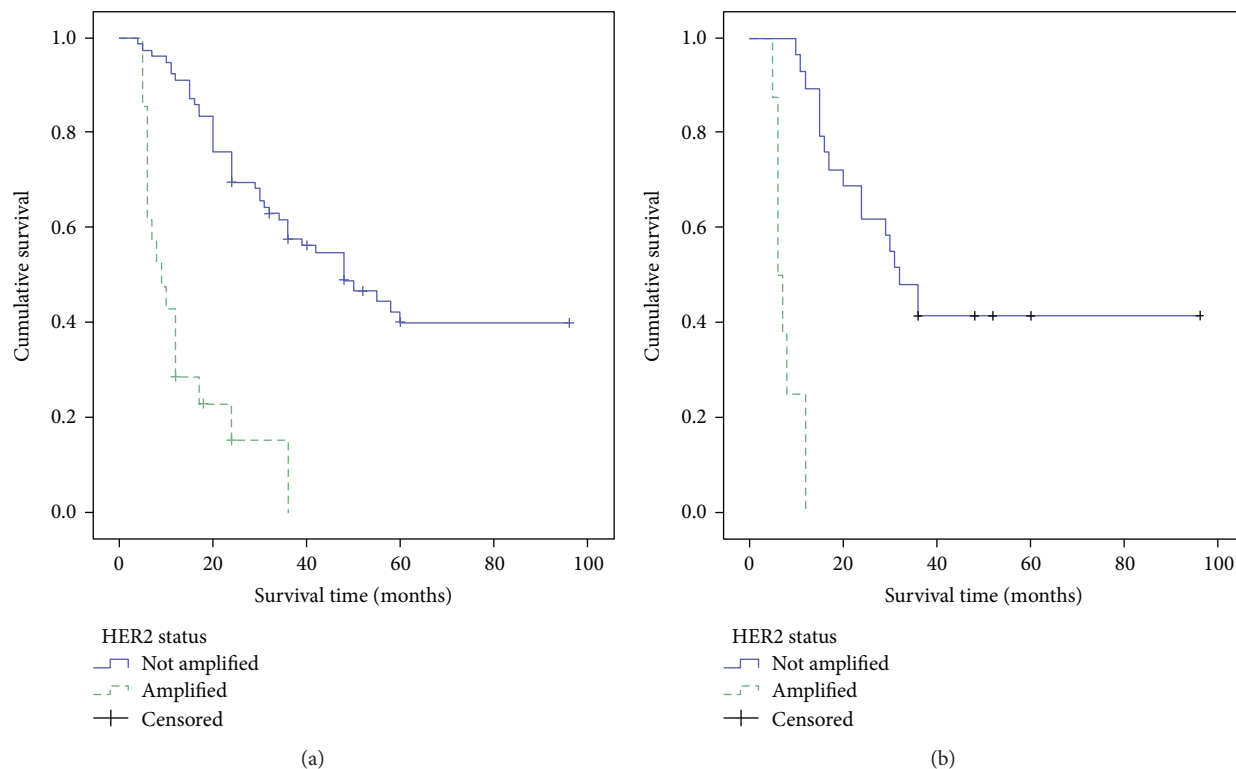 1.0
0.8
0.6
0.4
0.2
0.0
Cumulative survival
0 20 40 60 80 100
Survival time (months)
HER2 status
Not amplified
Amplified
Censored
(a)
1.0
0.8
0.6
0.4
0.2
0.0
Cumulative survival
0 20 40 60 80 100
Survival time (months)
HER2 status
Not amplified
Amplified
Censored
(b)